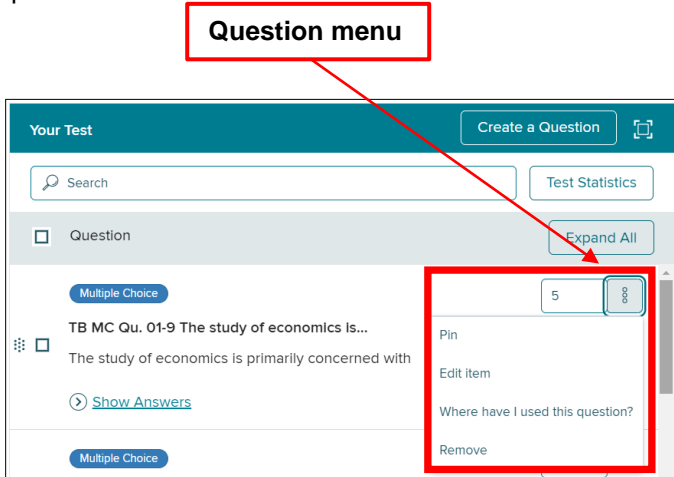 Question menu
Your Test
Create a Question
Search
Test Statistics
Question
Expand All
Multiple Choice
5
TB MC Qu. 01-9 The study of economics is...
The study of economics is primarily concerned with
Show Answers
Pin
Edit item
Where have I used this question?
Remove
Multiple Choice